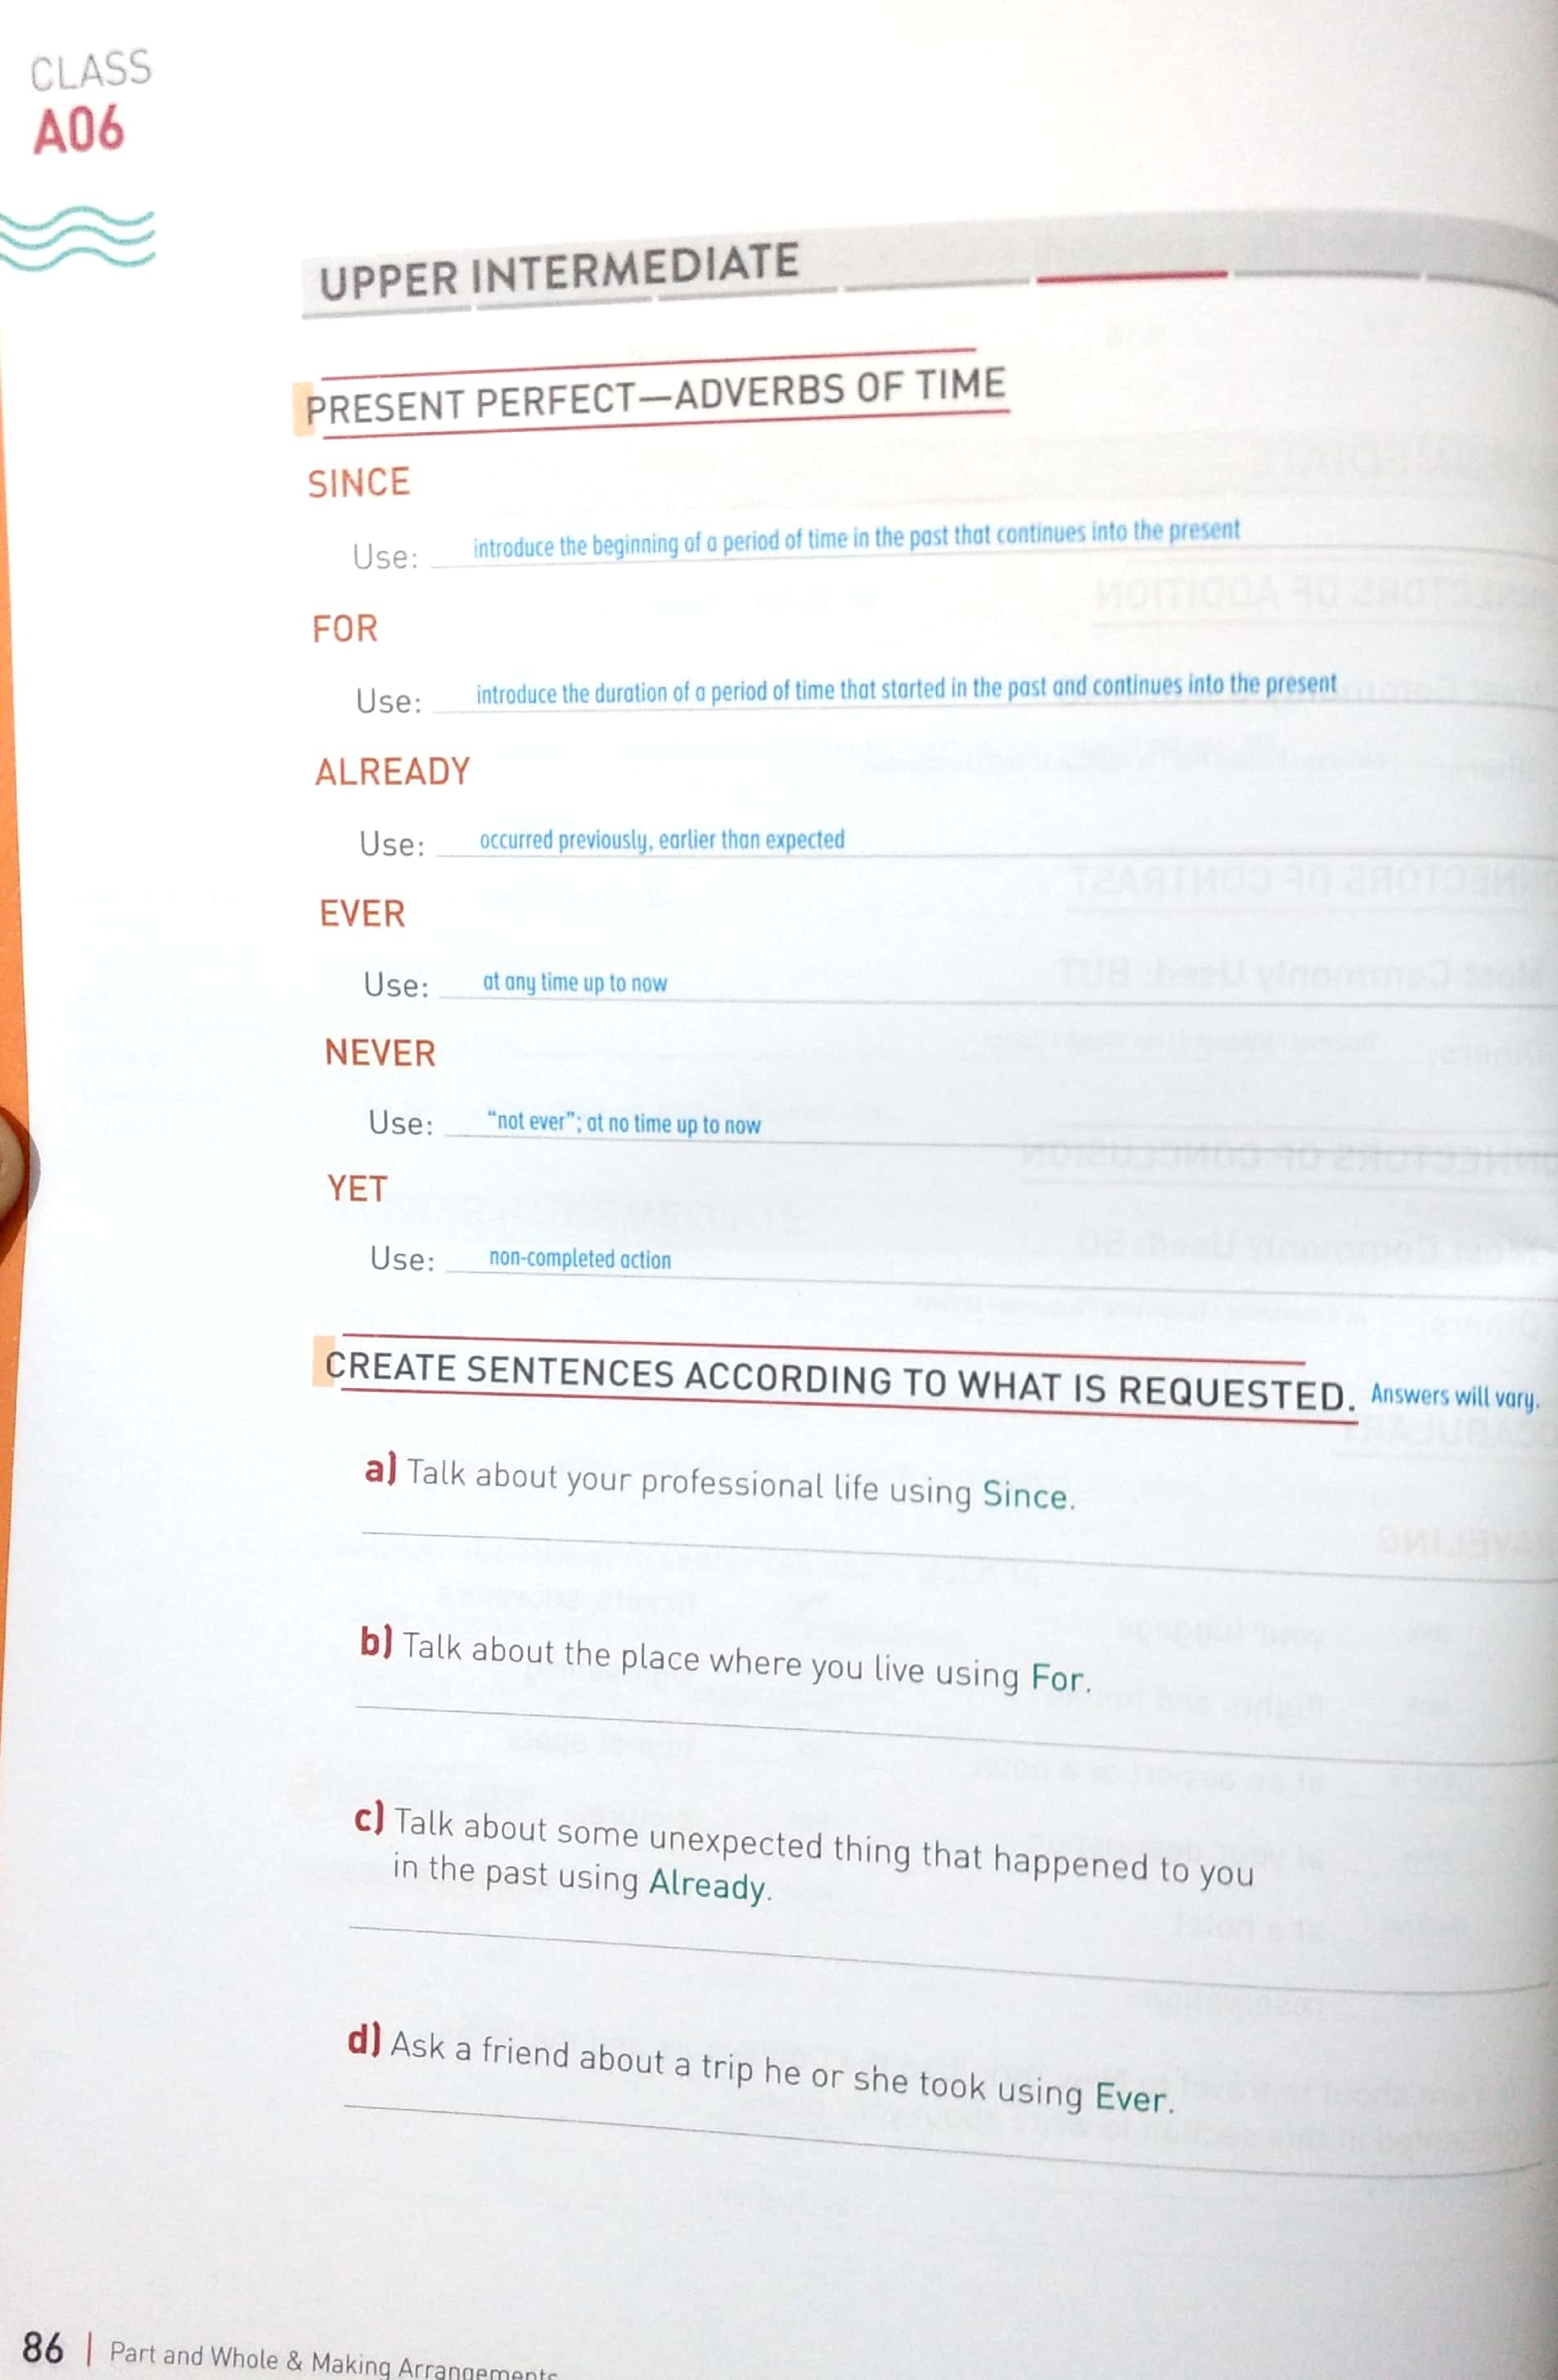 CLASS
A06
UPPER INTERMEDIATE
PRESENT PERFECT—ADVERBS OF TIME
SINCE
Use: introduce the beginning of a period of time in the past that continues into the present
FOR
Use: introduce the duration of a period of time that started in the past and continues into the present
ALREADY
Use: occurred previously, earlier than expected
EVER
Use: at any time up to now
NEVER
Use: “not ever”; at no time up to now
YET
Use: non-completed action
CREATE SENTENCES ACCORDING TO WHAT IS REQUESTED. Answers will vary.
a) Talk about your professional life using Since.
b) Talk about the place where you live using For.
c) Talk about some unexpected thing that happened to you
in the past using Already.
d) Ask a friend about a trip he or she took using Ever.
86 | Part and Whole & Making Arrangements